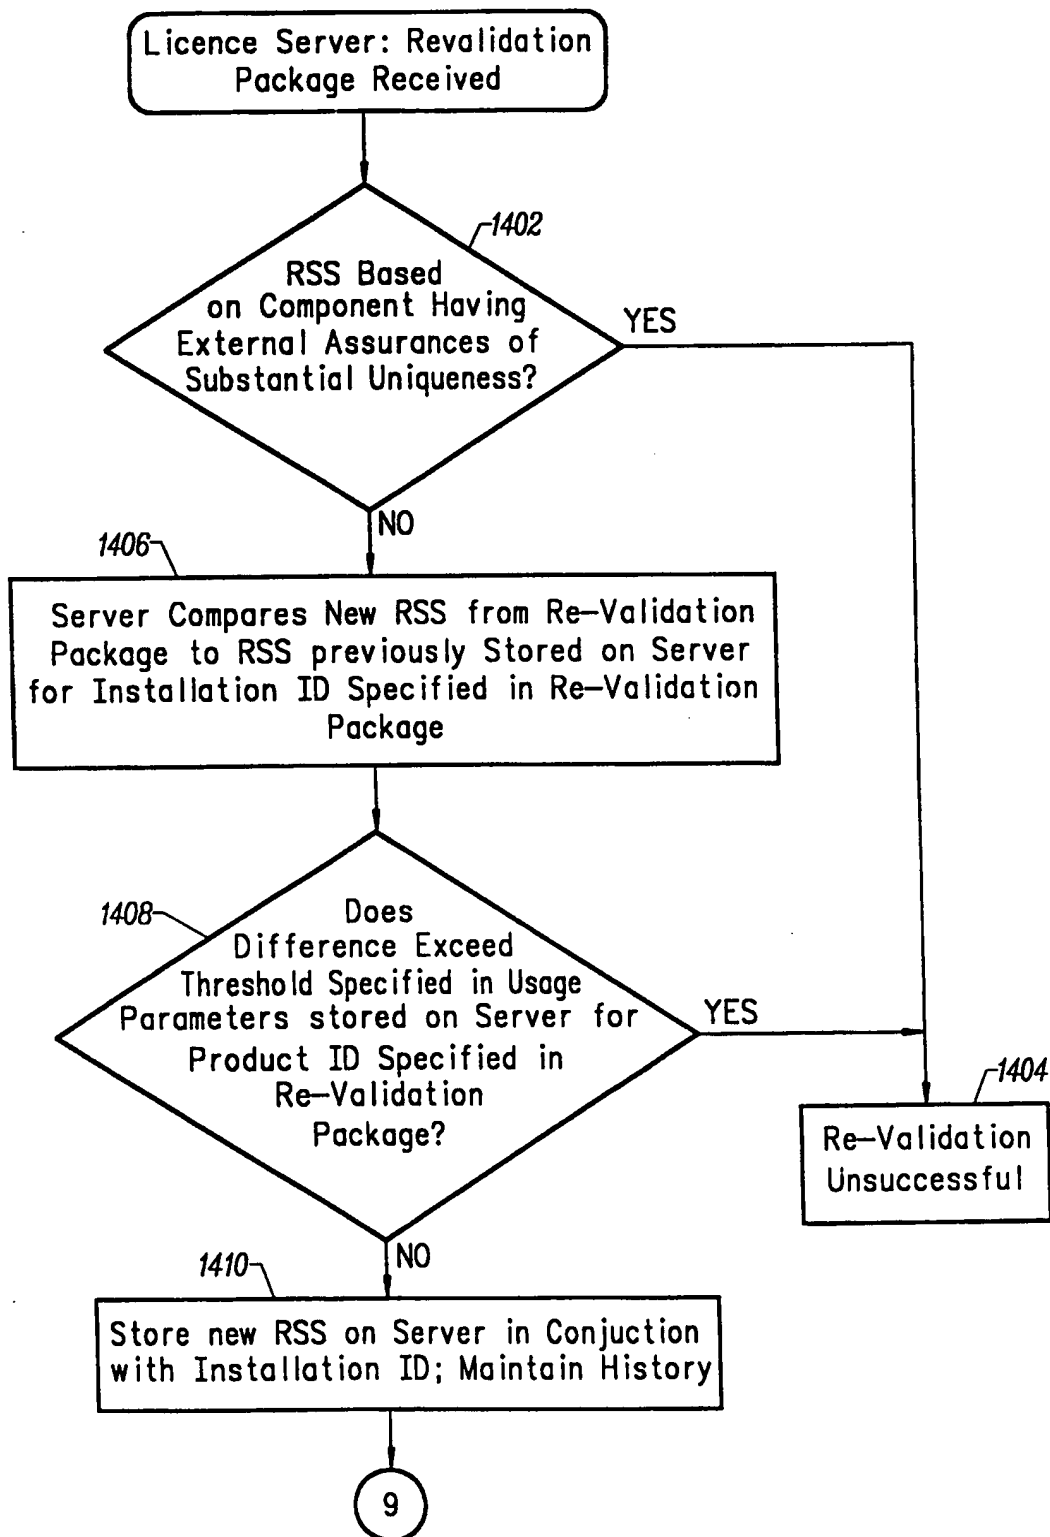 Licence Server: Revalidation
Package Received
1402
RSS Based
on Component Having
External Assurances of
Substantial Uniqueness?
YES
NO
1406
Server Compares New RSS from Re-Validation
Package to RSS previously Stored on Server
for Installation ID Specified in Re-Validation
Package
1408
Does
Difference Exceed
Threshold Specified in Usage
Parameters stored on Server for
Product ID Specified in
Re-Validation
Package?
YES
1404
Re-Validation
Unsuccessful
NO
1410
Store new RSS on Server in Conjuction
with Installation ID; Maintain History
9